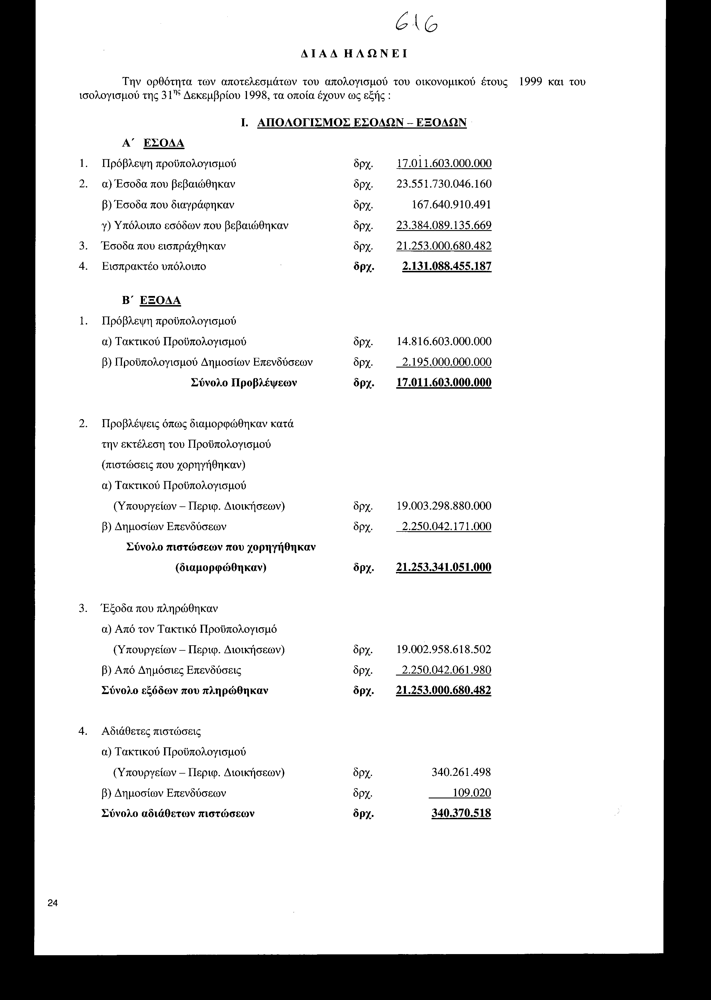 616
ΔΙΑΔ ΗΛΩΝΕΙ
Την ορθότητα των αποτελεσμάτων του απολογισμού του οικονομικού έτους 1999 και του
ισολογισμού της 31ης Δεκεμβρίου 1998, τα οποία έχουν ως εξής :
Ι. ΑΠΟΛΟΓΙΣΜΟΣ ΕΣΟΔΩΝ – ΕΞΟΔΩΝ
Α΄ ΕΣΟΔΑ
1. Πρόβλεψη προϋπολογισμού δρχ. 17.011.603.000.000
2. α) Έσοδα που βεβαιώθηκαν δρχ. 23.551.730.046.160
β) Έσοδα που διαγράφηκαν δρχ. 167.640.910.491
γ) Υπόλοιπο εσόδων που βεβαιώθηκαν δρχ. 23.384.089.135.669
3. Έσοδα που εισπράχθηκαν δρχ. 21.253.000.680.482
4. Εισπρακτέο υπόλοιπο δρχ. 2.131.088.455.187
Β΄ ΕΞΟΔΑ
1. Πρόβλεψη προϋπολογισμού
α) Τακτικού Προϋπολογισμού δρχ. 14.816.603.000.000
β) Προϋπολογισμού Δημοσίων Επενδύσεων δρχ. 2.195.000.000.000
Σύνολο Προβλέψεων δρχ. 17.011.603.000.000
2. Προβλέψεις όπως διαμορφώθηκαν κατά
την εκτέλεση του Προϋπολογισμού
(πιστώσεις που χορηγήθηκαν)
α) Τακτικού Προϋπολογισμού
(Υπουργείων – Περιφ. Διοικήσεων) δρχ. 19.003.298.880.000
β) Δημοσίων Επενδύσεων δρχ. 2.250.042.171.000
Σύνολο πιστώσεων που χορηγήθηκαν
(διαμορφώθηκαν) δρχ. 21.253.341.051.000
3. Έξοδα που πληρώθηκαν
α) Από τον Τακτικό Προϋπολογισμό
(Υπουργείων – Περιφ. Διοικήσεων) δρχ. 19.002.958.618.502
β) Από Δημόσιες Επενδύσεις δρχ. 2.250.042.061.980
Σύνολο εξόδων που πληρώθηκαν δρχ. 21.253.000.680.482
4. Αδιάθετες πιστώσεις
α) Τακτικού Προϋπολογισμού
(Υπουργείων – Περιφ. Διοικήσεων) δρχ. 340.261.498
β) Δημοσίων Επενδύσεων δρχ. 109.020
Σύνολο αδιάθετων πιστώσεων δρχ. 340.370.518
24